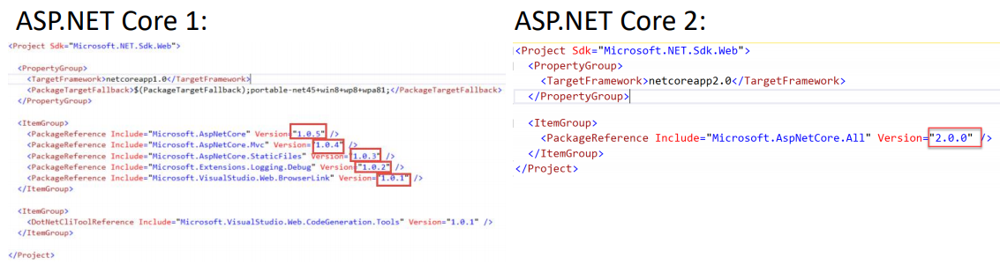 ASP.NET Core 1:
<Project Sdk="Microsoft.NET.Sdk.Web">
<PropertyGroup>
<TargetFramework>netcoreapp1.0</TargetFramework>
<PackageTargetFallback>$(PackageTargetFallback);portable-net45+win8+wp8+wpa81;</PackageTargetFallback>
</PropertyGroup>
<ItemGroup>
<PackageReference Include="Microsoft.AspNetCore" Version="1.0.5" />
<PackageReference Include="Microsoft.AspNetCore.Mvc" Version="1.0.4" />
<PackageReference Include="Microsoft.AspNetCore.StaticFiles" Version="1.0.3" />
<PackageReference Include="Microsoft.Extensions.Logging.Debug" Version="1.0.2" />
<PackageReference Include="Microsoft.VisualStudio.Web.BrowserLink" Version="1.0.1" />
</ItemGroup>
<ItemGroup>
<DotNetCliToolReference Include="Microsoft.VisualStudio.Web.CodeGeneration.Tools" Version="1.0.1" />
</ItemGroup>
</Project>
ASP.NET Core 2:
<Project Sdk="Microsoft.NET.Sdk.Web">
<PropertyGroup>
<TargetFramework>netcoreapp2.0</TargetFramework>
</PropertyGroup>
<ItemGroup>
<PackageReference Include="Microsoft.AspNetCore.All" Version="2.0.0" />
</ItemGroup>
</Project>